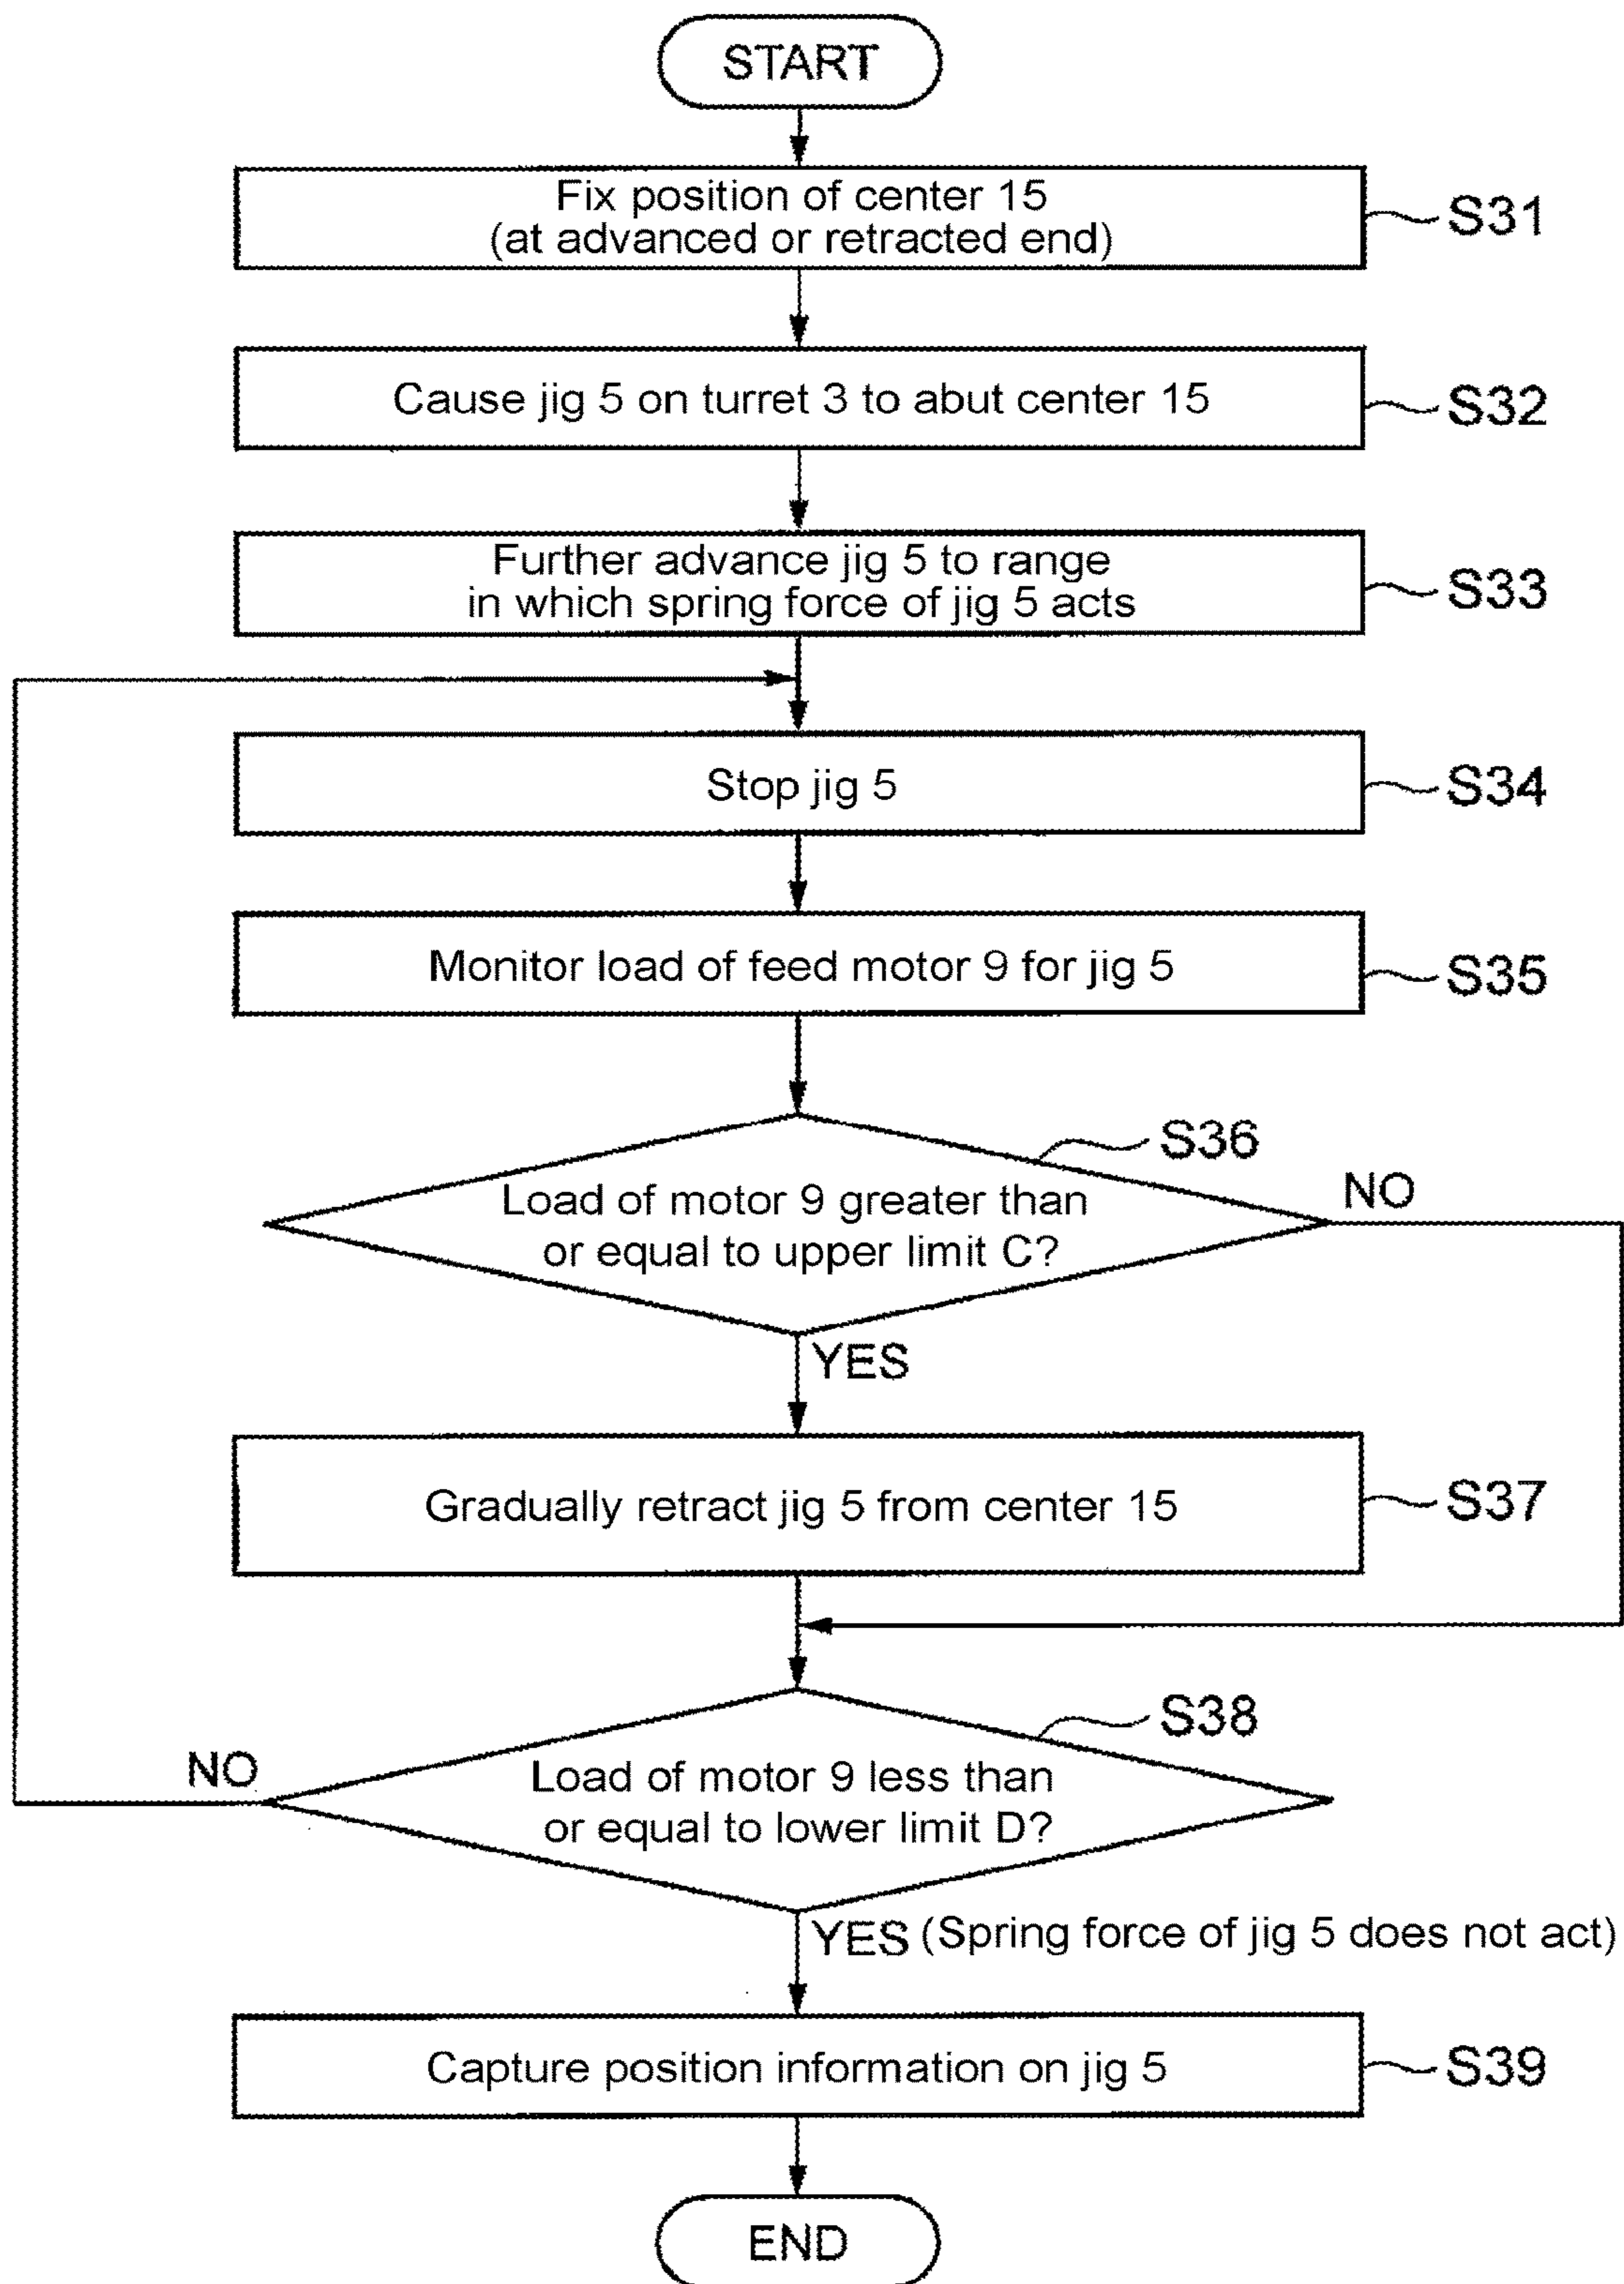 START
Fix position of center 15
(at advanced or retracted end)
S31
Cause jig 5 on turret 3 to abut center 15
S32
Further advance jig 5 to range
in which spring force of jig 5 acts
S33
Stop jig 5
S34
Monitor load of feed motor 9 for jig 5
S35
S36
Load of motor 9 greater than
or equal to upper limit C?
NO
YES
Gradually retract jig 5 from center 15
S37
S38
NO
Load of motor 9 less than
or equal to lower limit D?
YES (Spring force of jig 5 does not act)
Capture position information on jig 5
S39
END